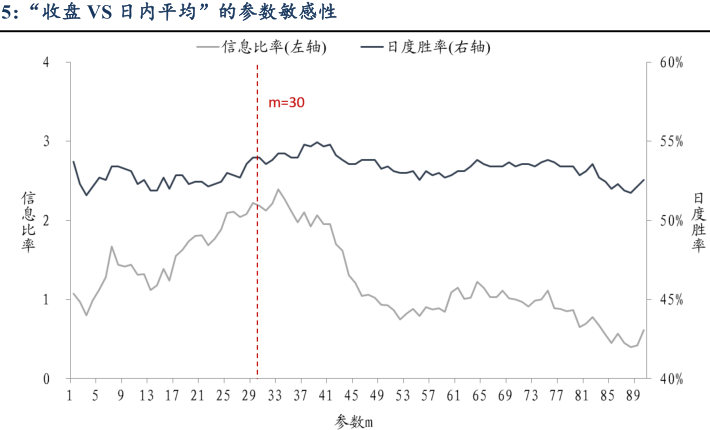 5:“收盘 VS 日内平均”的参数敏感性
信息比率(左轴) 日度胜率(右轴)
m=30
信息比率
日度胜率
4
3
2
1
0
60%
55%
50%
45%
40%
1 5 9 13 17 21 25 29 33 37 41 45 49 53 57 61 65 69 73 77 81 85 89
参数m